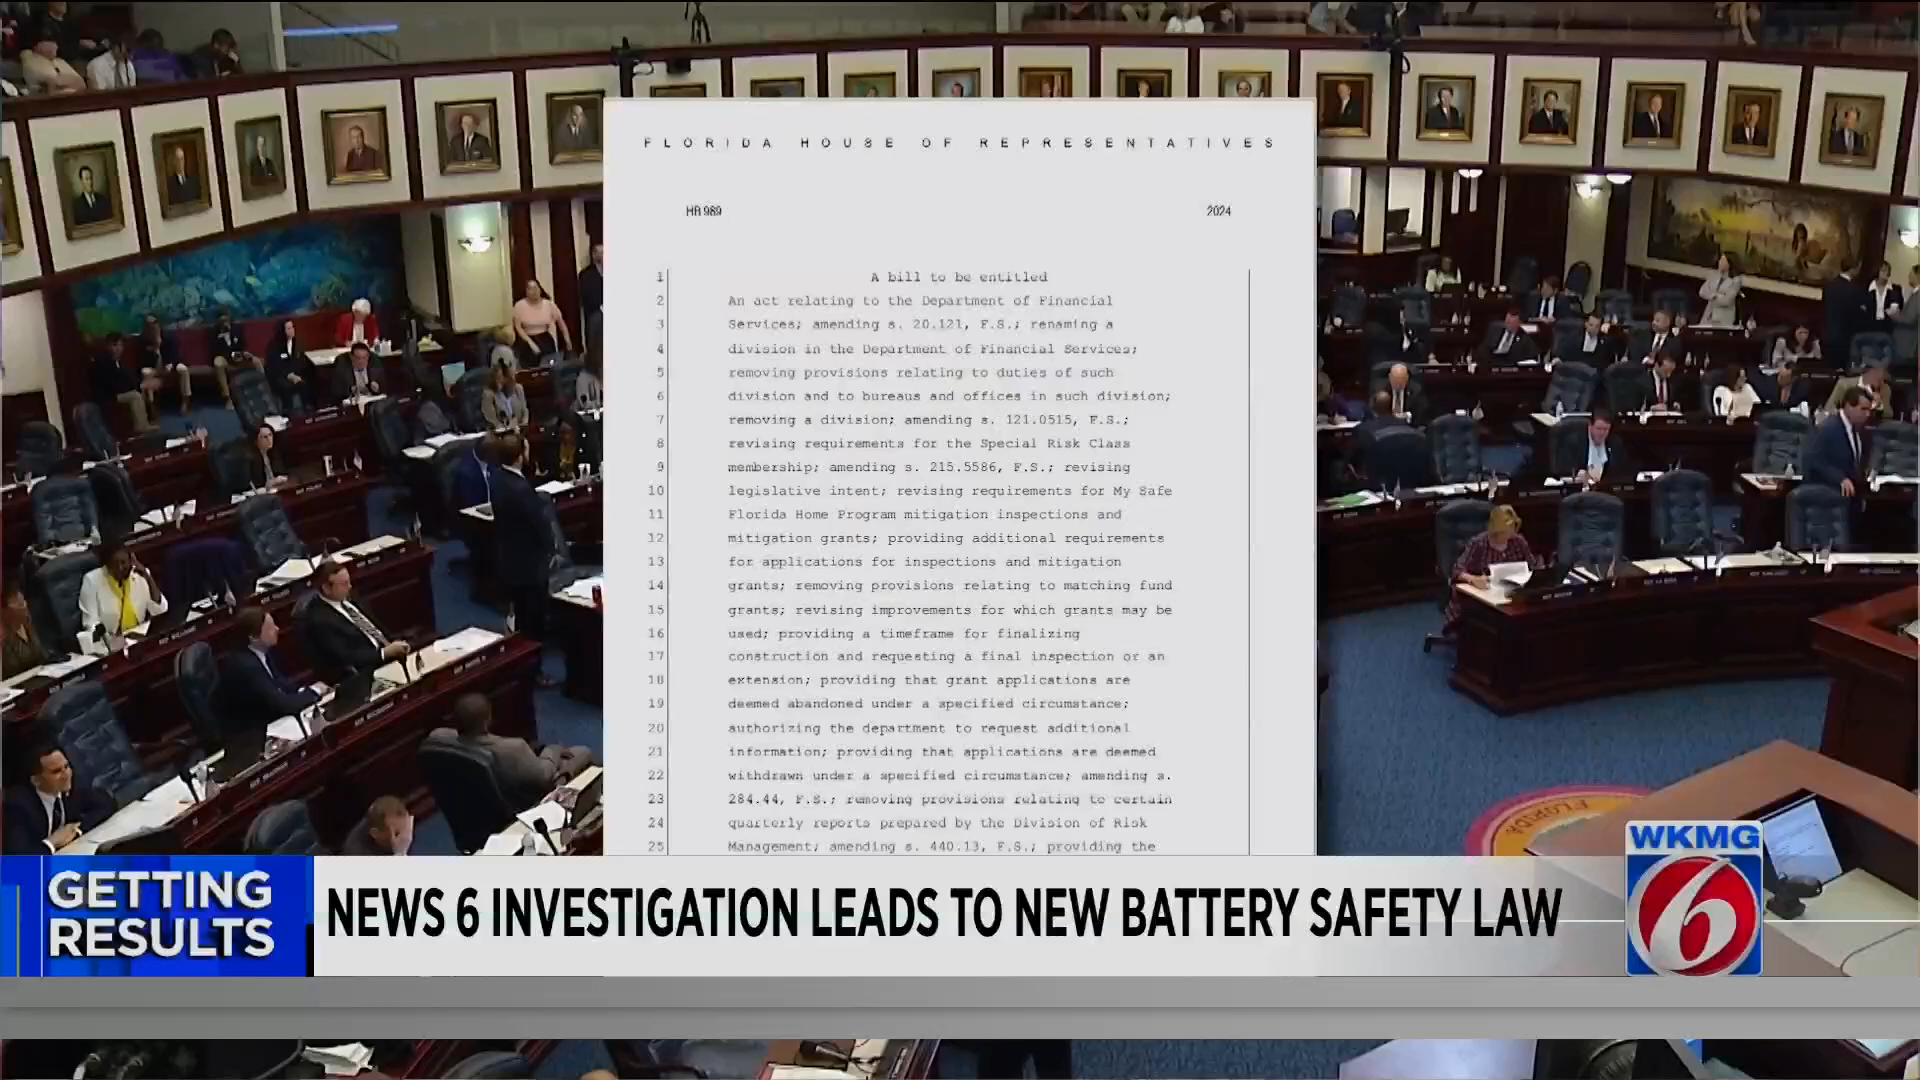 FLORIDA HOUSE OF REPRESENTATIVES
HB 989 2024
1 A bill to be entitled
2 An act relating to the Department of Financial
3 Services; amending s. 20.121, F.S.; renaming a
4 division in the Department of Financial Services;
5 removing provisions relating to duties of such
6 division and to bureaus and offices in such division;
7 removing a division; amending s. 121.0515, F.S.;
8 revising requirements for the Special Risk Class
9 membership; amending s. 215.5586, F.S.; revising
10 legislative intent; revising requirements for My Safe
11 Florida Home Program mitigation inspections and
12 mitigation grants; providing additional requirements
13 for applications for inspections and mitigation
14 grants; removing provisions relating to matching fund
15 grants; revising improvements for which grants may be
16 used; providing a timeframe for finalizing
17 construction and requesting a final inspection or an
18 extension; providing that grant applications are
19 deemed abandoned under a specified circumstance;
20 authorizing the department to request additional
21 information; providing that applications are deemed
22 withdrawn under a specified circumstance; amending s.
23 284.44, F.S.; removing provisions relating to certain
24 quarterly reports prepared by the Division of Risk
25 Management; amending s. 440.13, F.S.; providing the
FLORIDA
GETTING
RESULTS
NEWS 6 INVESTIGATION LEADS TO NEW BATTERY SAFETY LAW
WKMG
6